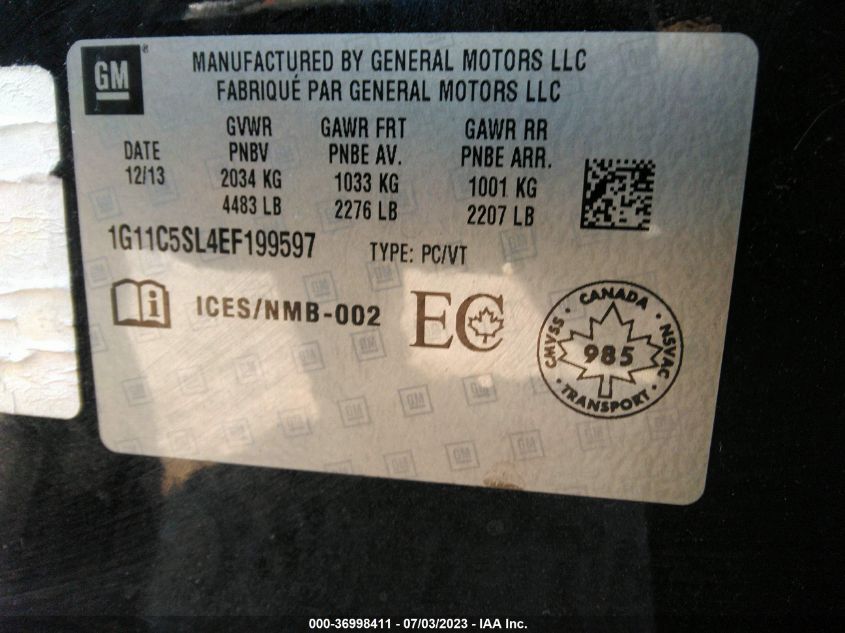 GM ®
MANUFACTURED BY GENERAL MOTORS LLC
FABRIQUÉ PAR GENERAL MOTORS LLC
DATE
12/13
GVWR
PNBV
2034 KG
4483 LB
GAWR FRT
PNBE AV.
1033 KG
2276 LB
GAWR RR
PNBE ARR.
1001 KG
2207 LB
1G11C5SL4EF199597
TYPE: PC/VT
i
ICES/NMB-002
EC
CANADA
CMVSS
985
NSVAC
TRANSPORT
000-36998411 - 07/03/2023 - IAA Inc.